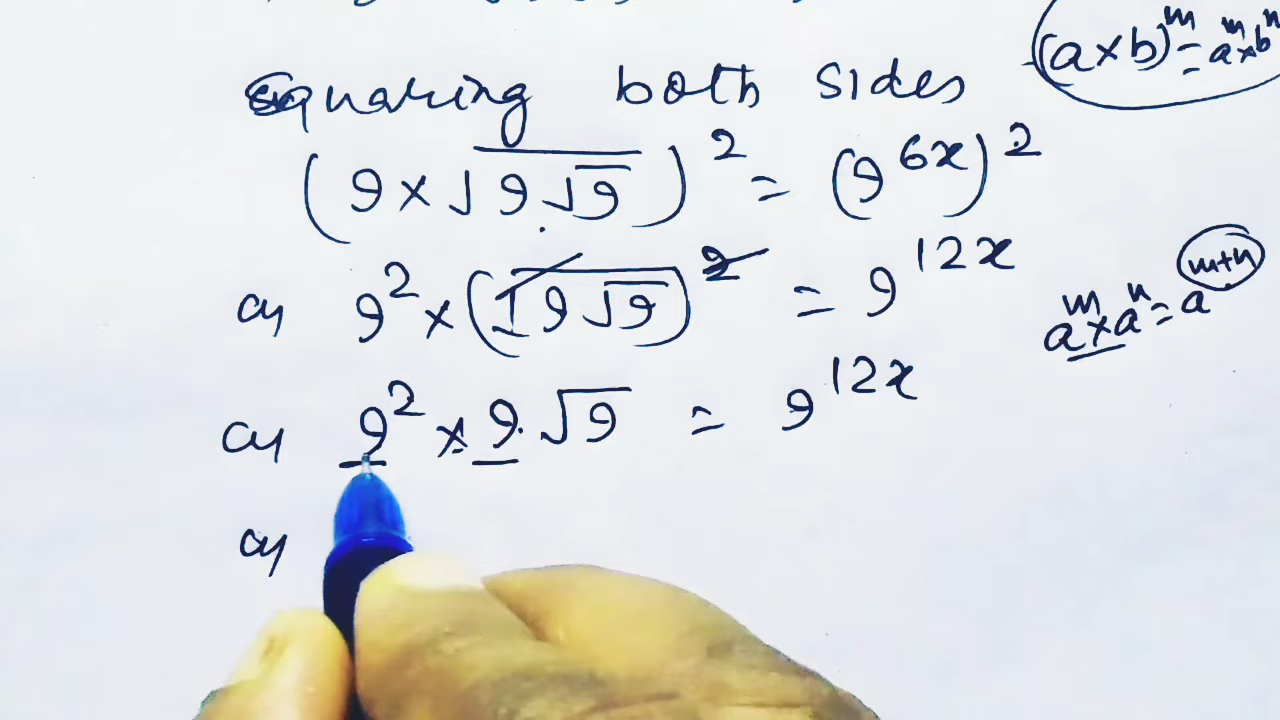 (a×b)^m = a^m × b^n
Squaring both sides
(9×√(9√9))² = (9^(6x))²
or 9² × (√(9√9))² = 9^(12x)
a^m × a^n = a^(m+n)
or 9² × 9·√9 = 9^(12x)
or